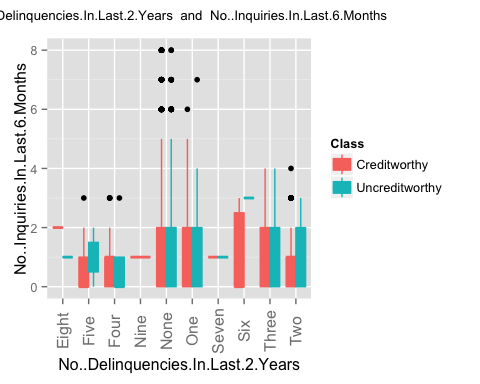 Delinquencies.In.Last.2.Years and No..Inquiries.In.Last.6.Months
8
6
4
2
0
No..Inquiries.In.Last.6.Months
Eight
Five
Four
Nine
None
One
Seven
Six
Three
Two
No..Delinquencies.In.Last.2.Years
Class
Creditworthy
Uncreditworthy